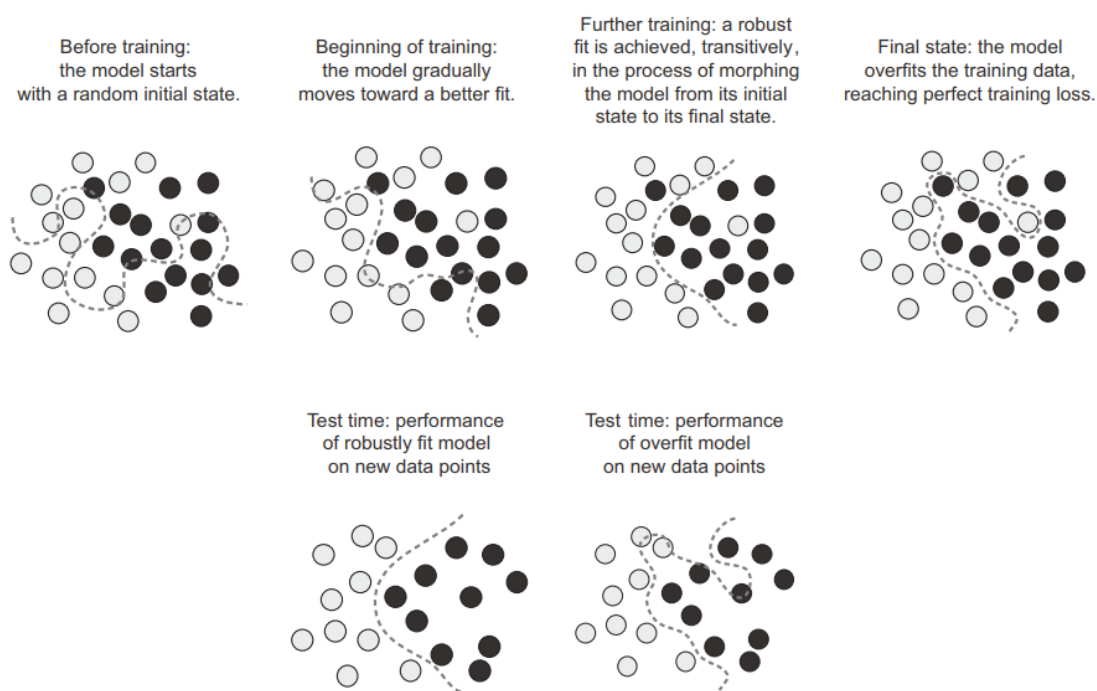 Before training:
the model starts
with a random initial state.
Beginning of training:
the model gradually
moves toward a better fit.
Further training: a robust
fit is achieved, transitively,
in the process of morphing
the model from its initial
state to its final state.
Final state: the model
overfits the training data,
reaching perfect training loss.
Test time: performance
of robustly fit model
on new data points
Test time: performance
of overfit model
on new data points